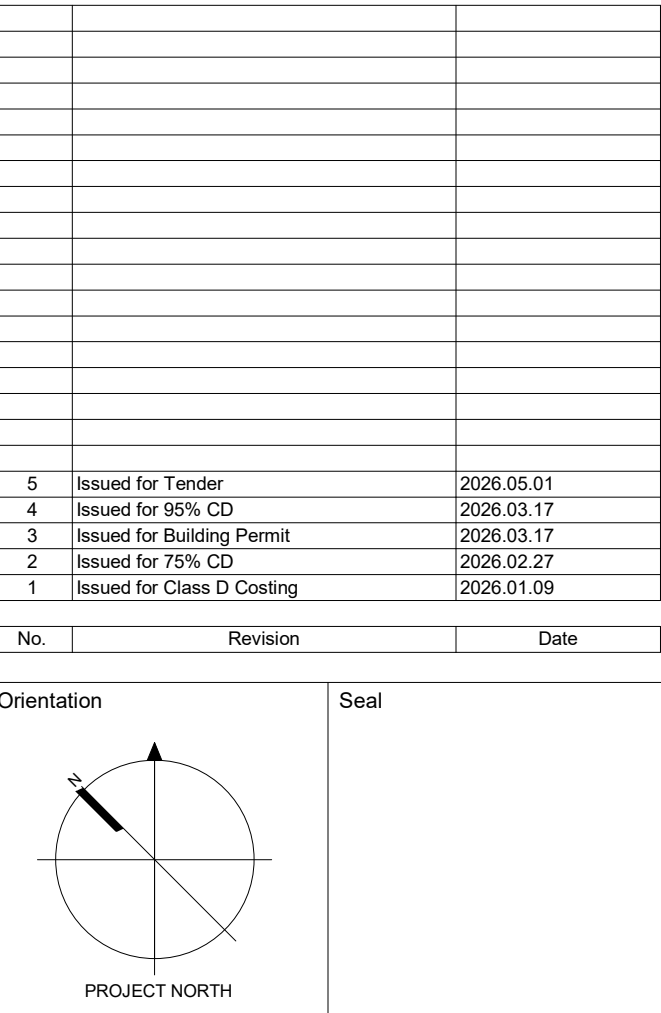 5 Issued for Tender 2026.05.01
4 Issued for 95% CD 2026.03.17
3 Issued for Building Permit 2026.03.17
2 Issued for 75% CD 2026.02.27
1 Issued for Class D Costing 2026.01.09
No. Revision Date
Orientation Seal
N
PROJECT NORTH